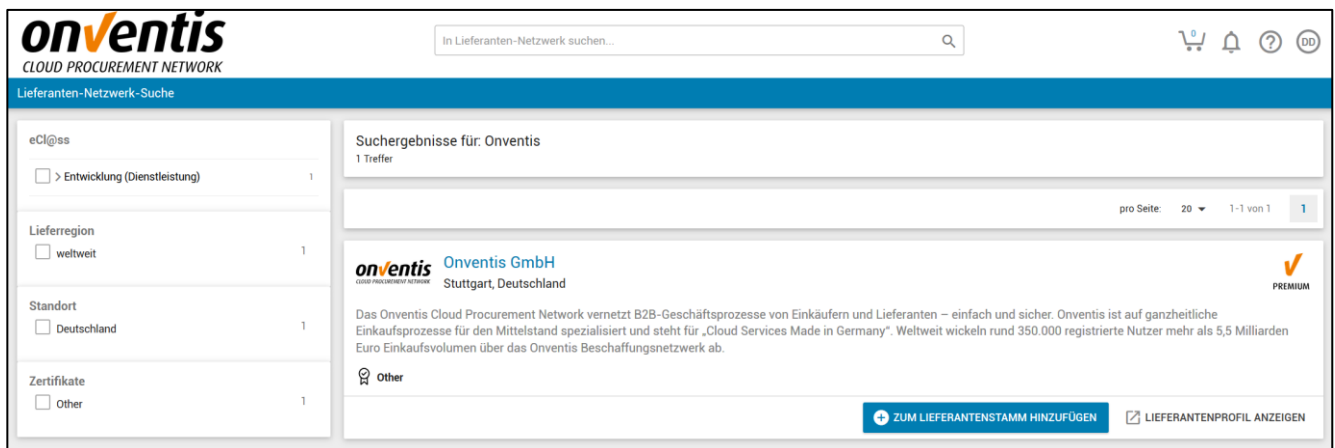 onventis
CLOUD PROCUREMENT NETWORK
In Lieferanten-Netzwerk suchen...
0
DD
Lieferanten-Netzwerk-Suche
eCl@ss
> Entwicklung (Dienstleistung) 1
Lieferregion
weltweit 1
Standort
Deutschland 1
Zertifikate
Other 1
Suchergebnisse für: Onventis
1 Treffer
pro Seite: 20 1-1 von 1 1
onventis
CLOUD PROCUREMENT NETWORK
Onventis GmbH
Stuttgart, Deutschland
PREMIUM
Das Onventis Cloud Procurement Network vernetzt B2B-Geschäftsprozesse von Einkäufern und Lieferanten – einfach und sicher. Onventis ist auf ganzheitliche
Einkaufsprozesse für den Mittelstand spezialisiert und steht für „Cloud Services Made in Germany“. Weltweit wickeln rund 350.000 registrierte Nutzer mehr als 5,5 Milliarden
Euro Einkaufsvolumen über das Onventis Beschaffungsnetzwerk ab.
Other
ZUM LIEFERANTENSTAMM HINZUFÜGEN
LIEFERANTENPROFIL ANZEIGEN